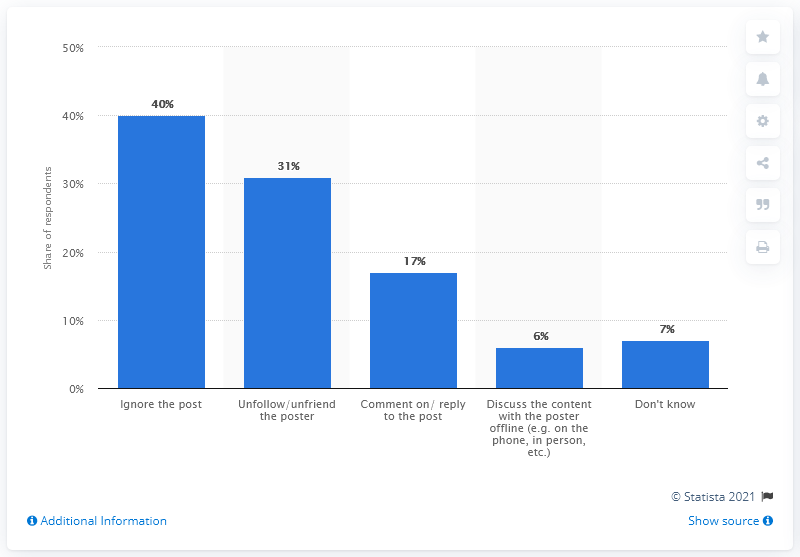 50%
40%
30%
20%
10%
0%
Share of respondents
40%
31%
17%
6%
7%
Ignore the post
Unfollow/unfriend
the poster
Comment on/ reply
to the post
Discuss the content
with the poster
offline (e.g. on the
phone, in person,
etc.)
Don't know
© Statista 2021
Additional Information
Show source